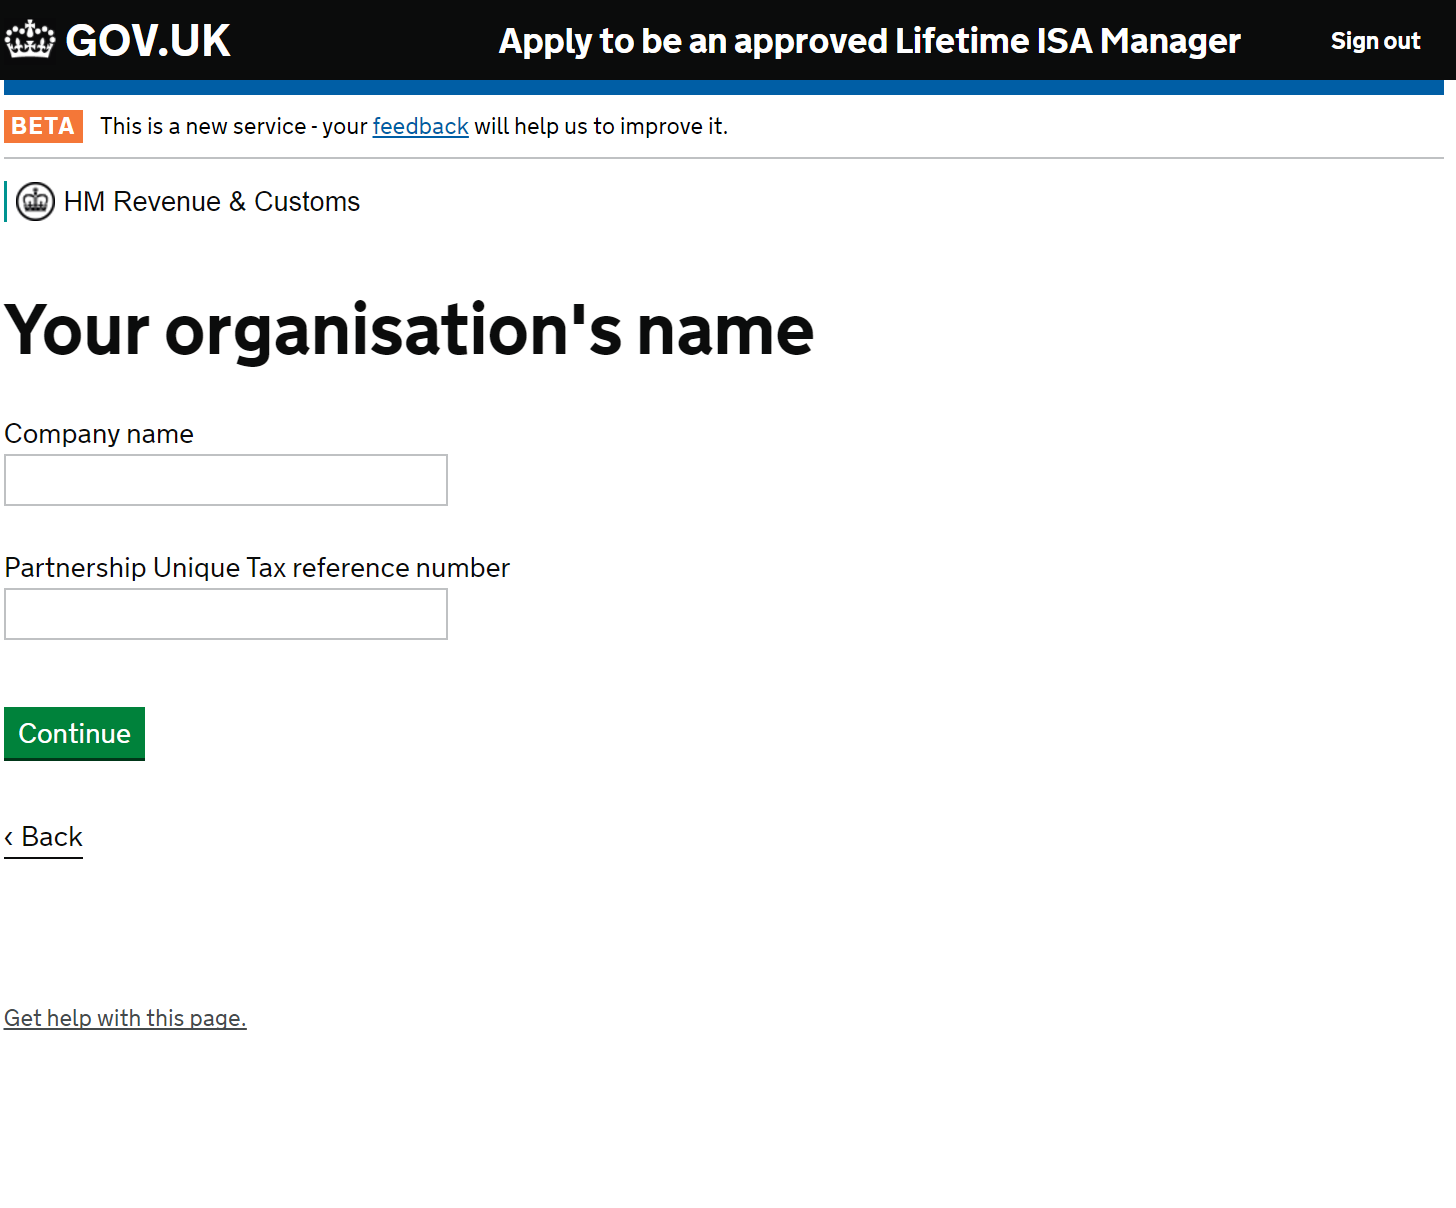 GOV.UK
Apply to be an approved Lifetime ISA Manager
Sign out
BETA
This is a new service - your feedback will help us to improve it.
HM Revenue & Customs
Your organisation's name
Company name
Partnership Unique Tax reference number
Continue
‹ Back
Get help with this page.